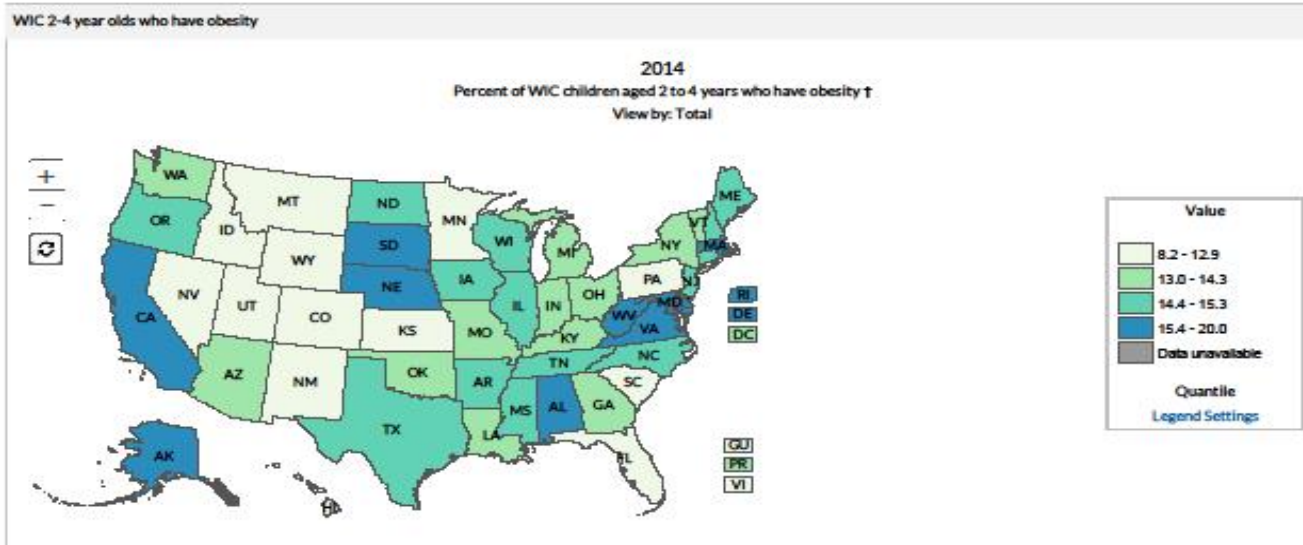 WIC 2-4 year olds who have obesity
2014
Percent of WIC children aged 2 to 4 years who have obesity †
View by: Total
+
−
WA
MT
ND
MN
ME
OR
ID
WI
VT
SD
MI
NY
MA
WY
IA
PA
NJ
NE
NV
UT
IL
IN
OH
MD
RI
CA
CO
WV
DE
KS
MO
VA
KY
DC
AZ
OK
TN
NC
NM
AR
SC
MS
AL
GA
TX
LA
GU
AK
FL
PR
VI
HI
Value
8.2 - 12.9
13.0 - 14.3
14.4 - 15.3
15.4 - 20.0
Data unavailable
Quantile
Legend Settings